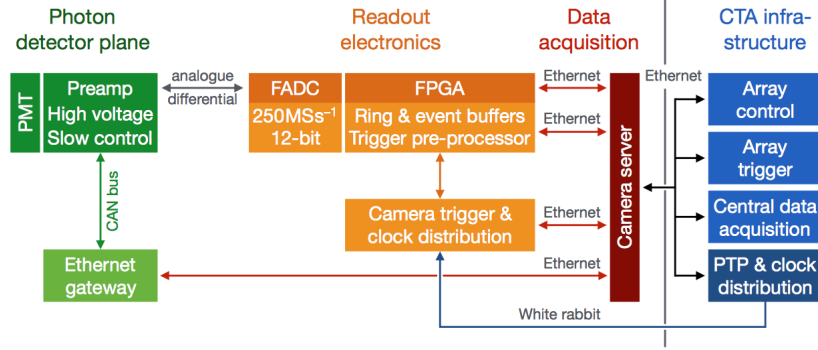 Photon
detector plane
Readout
electronics
Data
acquisition
CTA infra-
structure
PMT
Preamp
High voltage
Slow control
analogue
differential
FADC
250MSs⁻¹
12-bit
FPGA
Ring & event buffers
Trigger pre-processor
Ethernet
Ethernet
Camera server
Ethernet
Array
control
Array
trigger
Central data
acquisition
PTP & clock
distribution
CAN bus
Camera trigger &
clock distribution
Ethernet
Ethernet
gateway
Ethernet
White rabbit